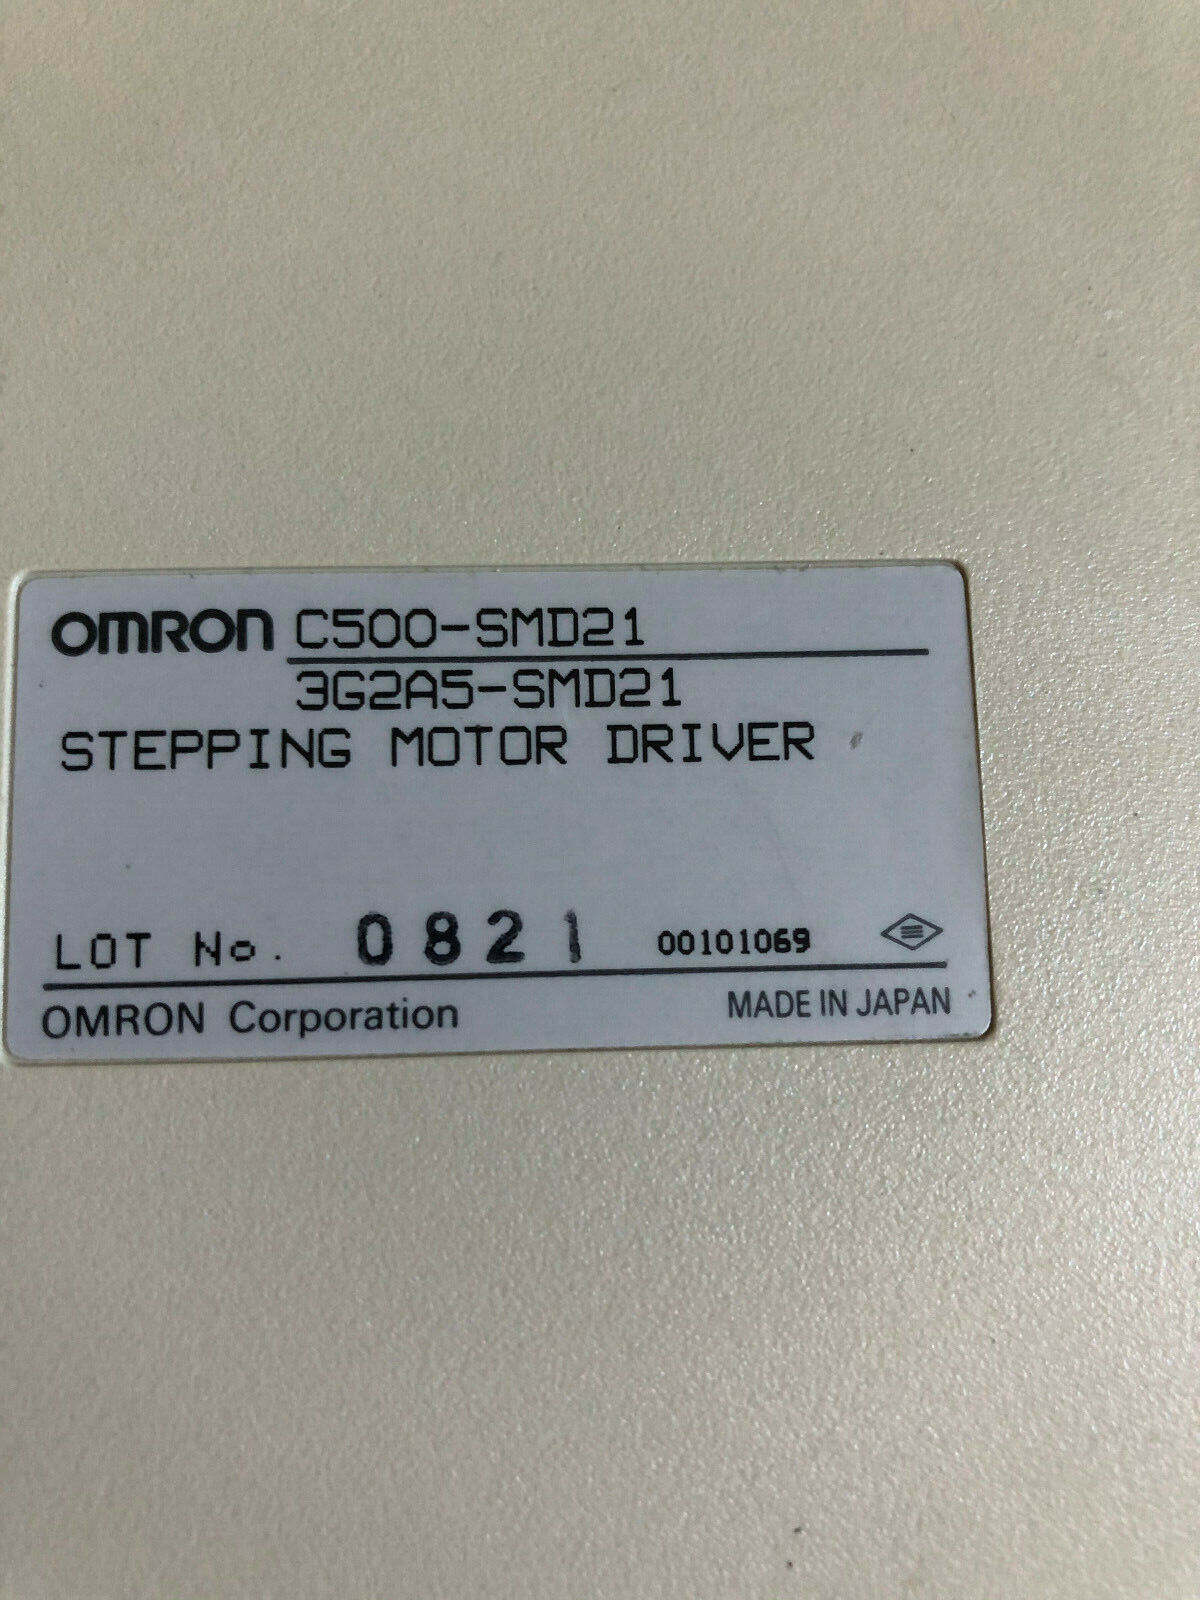 OMRON C500-SMD21
3G2A5-SMD21
STEPPING MOTOR DRIVER
LOT No. 0821 00101069
OMRON Corporation MADE IN JAPAN